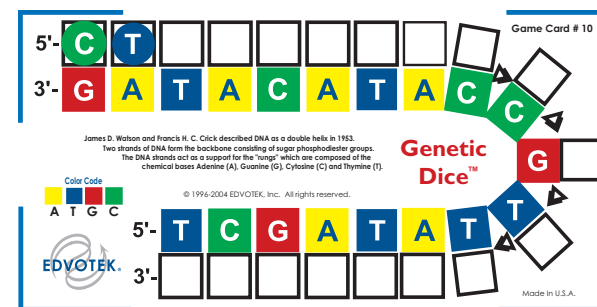 Game Card # 10
5'- C T
3'- G A T A C A T A C C G T T
James D. Watson and Francis H. C. Crick described DNA as a double helix in 1953.
Two strands of DNA form the backbone consisting of sugar phosphodiester groups.
The DNA strands act as a support for the "rungs" which are composed of the
chemical bases Adenine (A), Guanine (G), Cytosine (C) and Thymine (T).
Genetic
Dice™
Color Code
A T G C
© 1996-2004 EDVOTEK, Inc. All rights reserved.
5'- T C G A T A
3'-
EDVOTEK®
Made In U.S.A.